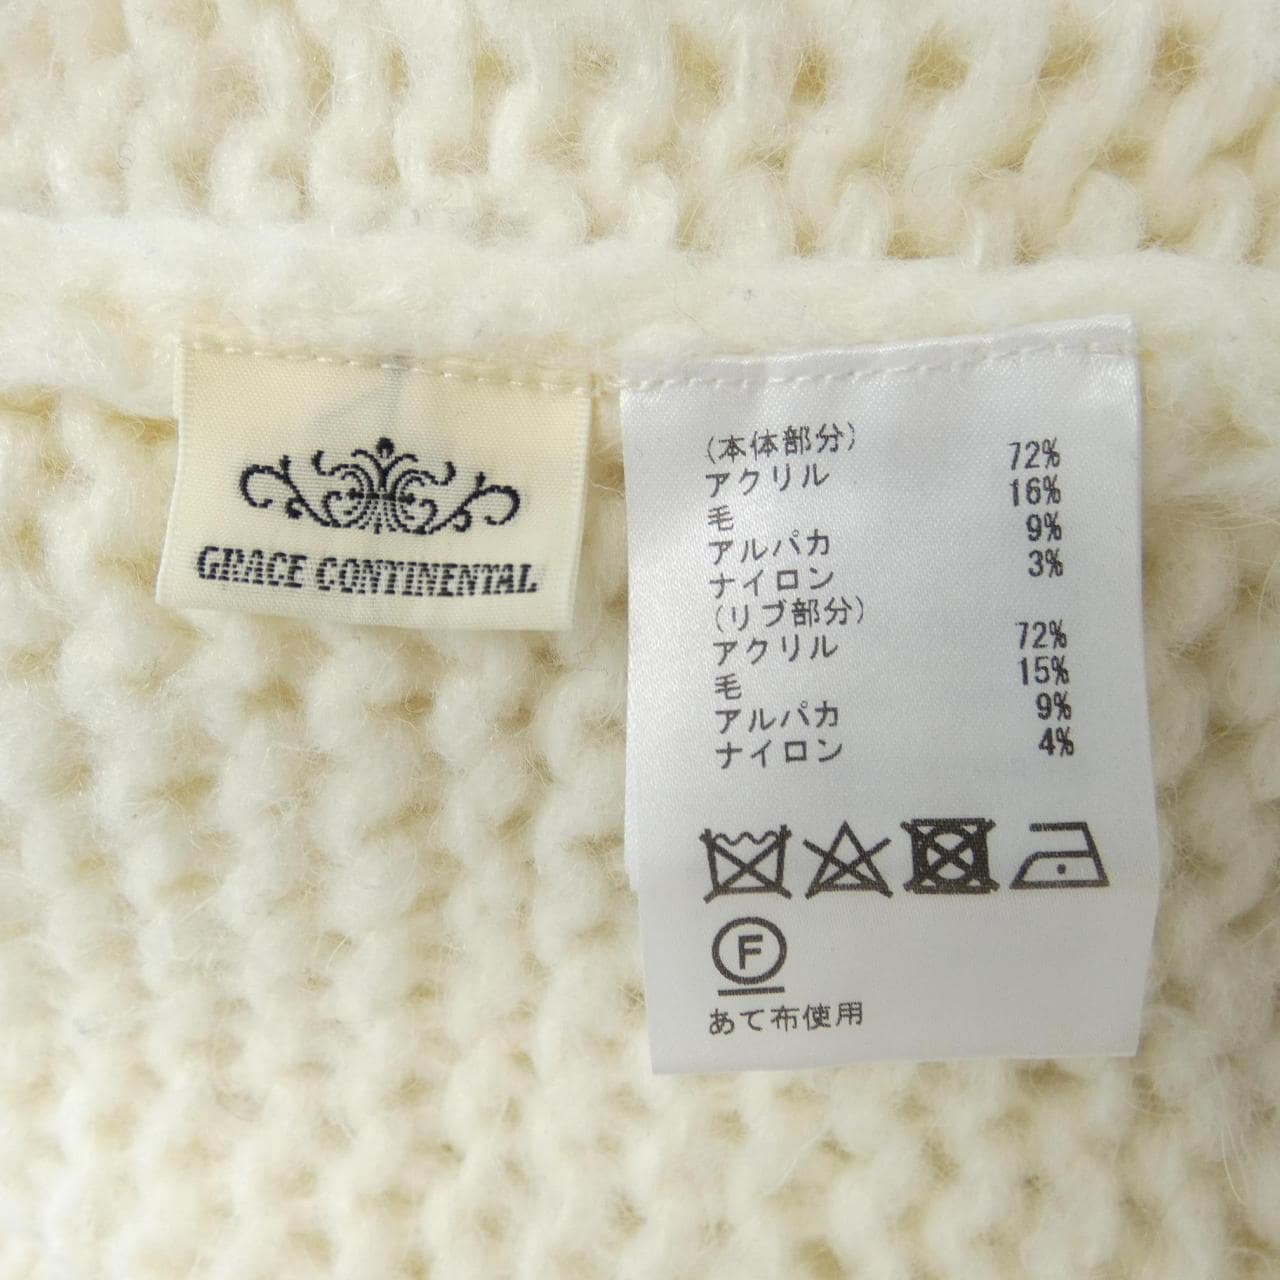 GRACE CONTINENTAL
(本体部分)
アクリル 72%
毛 16%
アルパカ 9%
ナイロン 3%
(リブ部分)
アクリル 72%
毛 15%
アルパカ 9%
ナイロン 4%
F
あて布使用